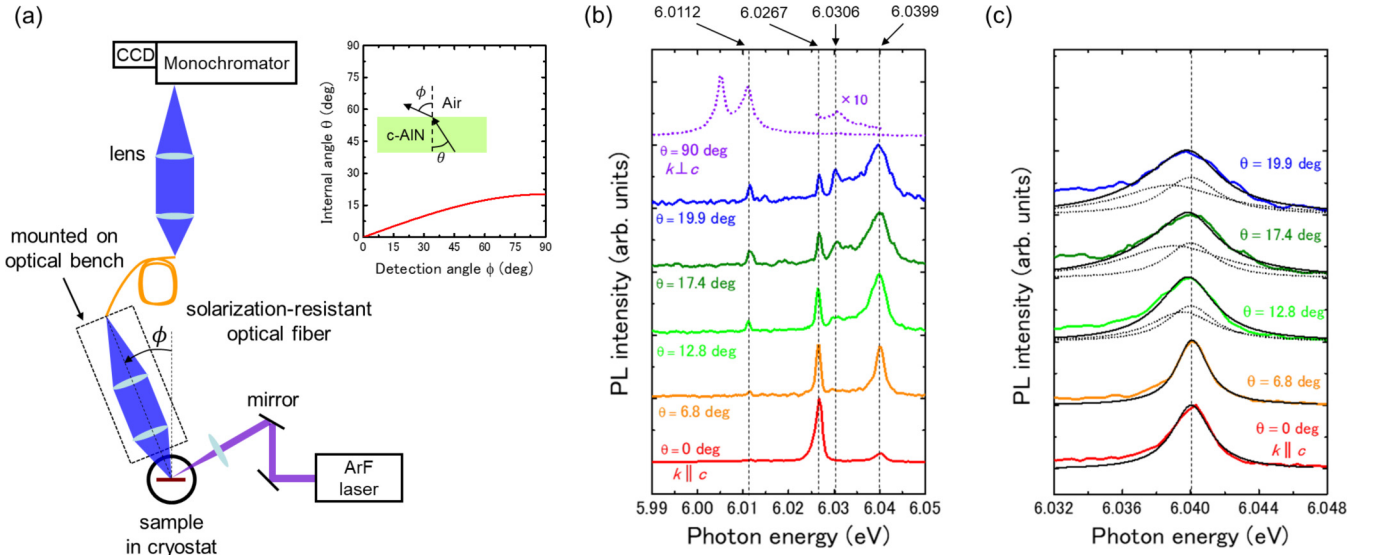 (a)
CCD
Monochromator
lens
mounted on
optical bench
ϕ
solarization-resistant
optical fiber
mirror
ArF
laser
sample
in cryostat
Internal angle θ (deg)
90
75
60
45
30
15
0
0 15 30 45 60 75 90
Detection angle ϕ (deg)
ϕ
Air
c-AlN
θ
(b)
6.0112
6.0267
6.0306
6.0399
×10
θ = 90 deg
k⊥c
θ = 19.9 deg
θ = 17.4 deg
θ = 12.8 deg
θ = 6.8 deg
θ = 0 deg
k ∥ c
PL intensity (arb. units)
5.99 6.00 6.01 6.02 6.03 6.04 6.05
Photon energy (eV)
(c)
θ = 19.9 deg
θ = 17.4 deg
θ = 12.8 deg
θ = 6.8 deg
θ = 0 deg
k ∥ c
PL intensity (arb. units)
6.032 6.036 6.040 6.044 6.048
Photon energy (eV)